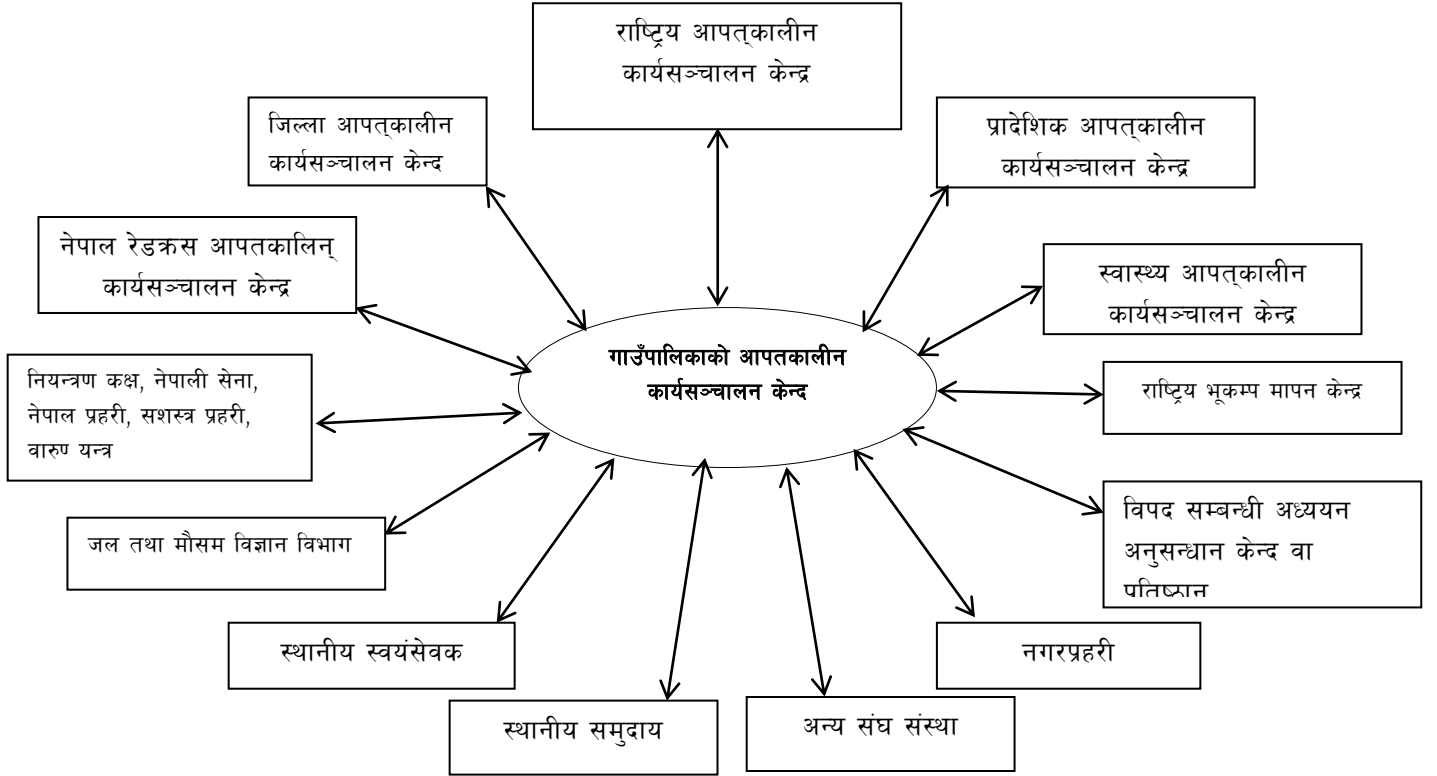 राष्ट्रिय आपत्कालीन
कार्यसञ्चालन केन्द्र
जिल्ला आपत्कालीन
कार्यसञ्चालन केन्द
प्रादेशिक आपत्कालीन
कार्यसञ्चालन केन्द्र
नेपाल रेडक्रस आपतकालिन्
कार्यसञ्चालन केन्द्र
स्वास्थ्य आपत्कालीन
कार्यसञ्चालन केन्द्र
गाउँपालिकाको आपतकालीन
कार्यसञ्चालन केन्द
नियन्त्रण कक्ष, नेपाली सेना,
नेपाल प्रहरी, सशस्त्र प्रहरी,
वारुण यन्त्र
राष्ट्रिय भूकम्प मापन केन्द्र
जल तथा मौसम विज्ञान विभाग
विपद सम्बन्धी अध्ययन
अनुसन्धान केन्द वा
स्थानीय स्वयंसेवक
नगरप्रहरी
स्थानीय समुदाय
अन्य संघ संस्था